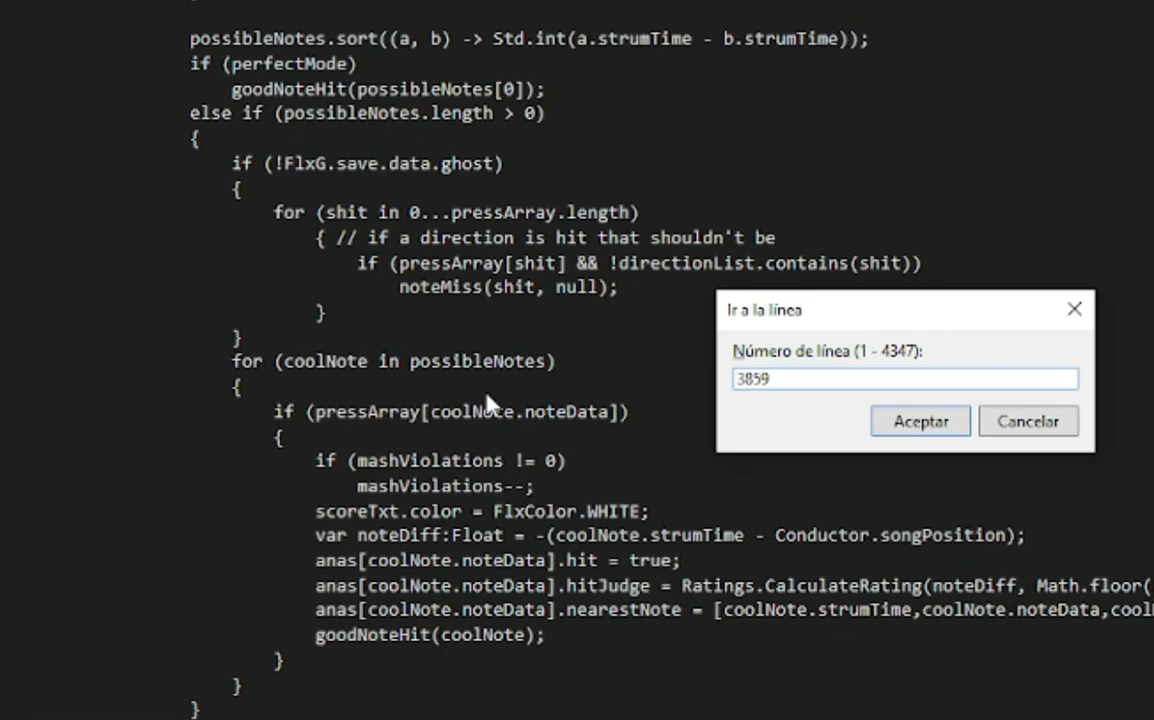 possibleNotes.sort((a, b) -> Std.int(a.strumTime - b.strumTime));
if (perfectMode)
goodNoteHit(possibleNotes[0]);
else if (possibleNotes.length > 0)
{
if (!FlxG.save.data.ghost)
{
for (shit in 0...pressArray.length)
{ // if a direction is hit that shouldn't be
if (pressArray[shit] && !directionList.contains(shit))
noteMiss(shit, null);
}
}
for (coolNote in possibleNotes)
{
if (pressArray[coolNote.noteData])
{
if (mashViolations != 0)
mashViolations--;
scoreTxt.color = FlxColor.WHITE;
var noteDiff:Float = -(coolNote.strumTime - Conductor.songPosition);
anas[coolNote.noteData].hit = true;
anas[coolNote.noteData].hitJudge = Ratings.CalculateRating(noteDiff, Math.floor(
anas[coolNote.noteData].nearestNote = [coolNote.strumTime,coolNote.noteData,cool
goodNoteHit(coolNote);
}
}
}
Ir a la línea
Número de línea (1 - 4347):
3859
Aceptar Cancelar